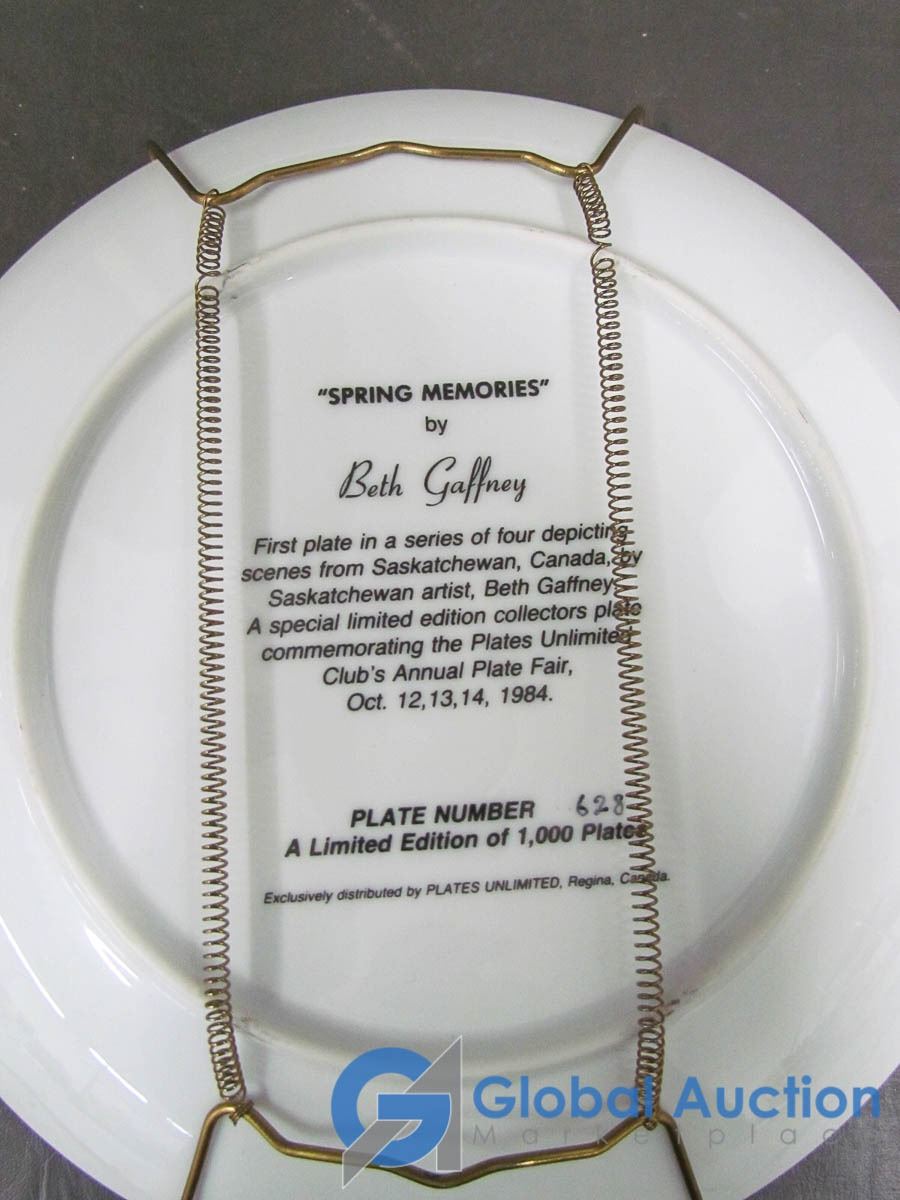 "SPRING MEMORIES"
by
Beth Gaffney
First plate in a series of four depicting
scenes from Saskatchewan, Canada, by
Saskatchewan artist, Beth Gaffney.
A special limited edition collectors plate
commemorating the Plates Unlimited
Club's Annual Plate Fair,
Oct. 12,13,14, 1984.
PLATE NUMBER 628
A Limited Edition of 1,000 Plates
Exclusively distributed by PLATES UNLIMITED, Regina, Canada.
GA Global Auction
Marketplac